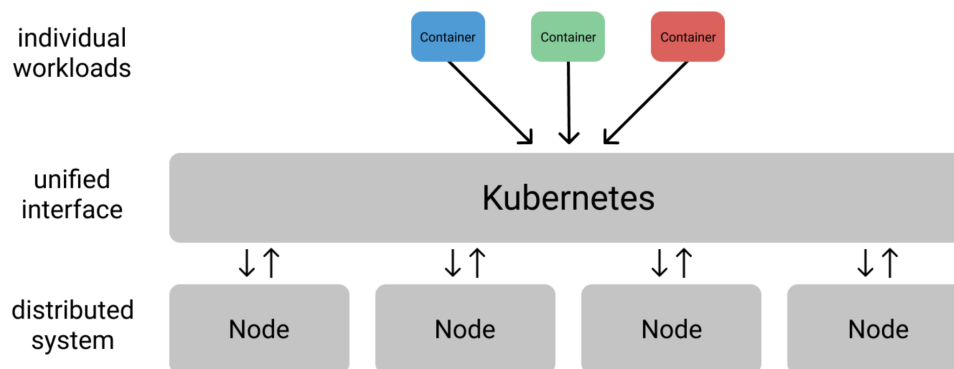 individual
workloads
Container
Container
Container
unified
interface
Kubernetes
distributed
system
Node
Node
Node
Node